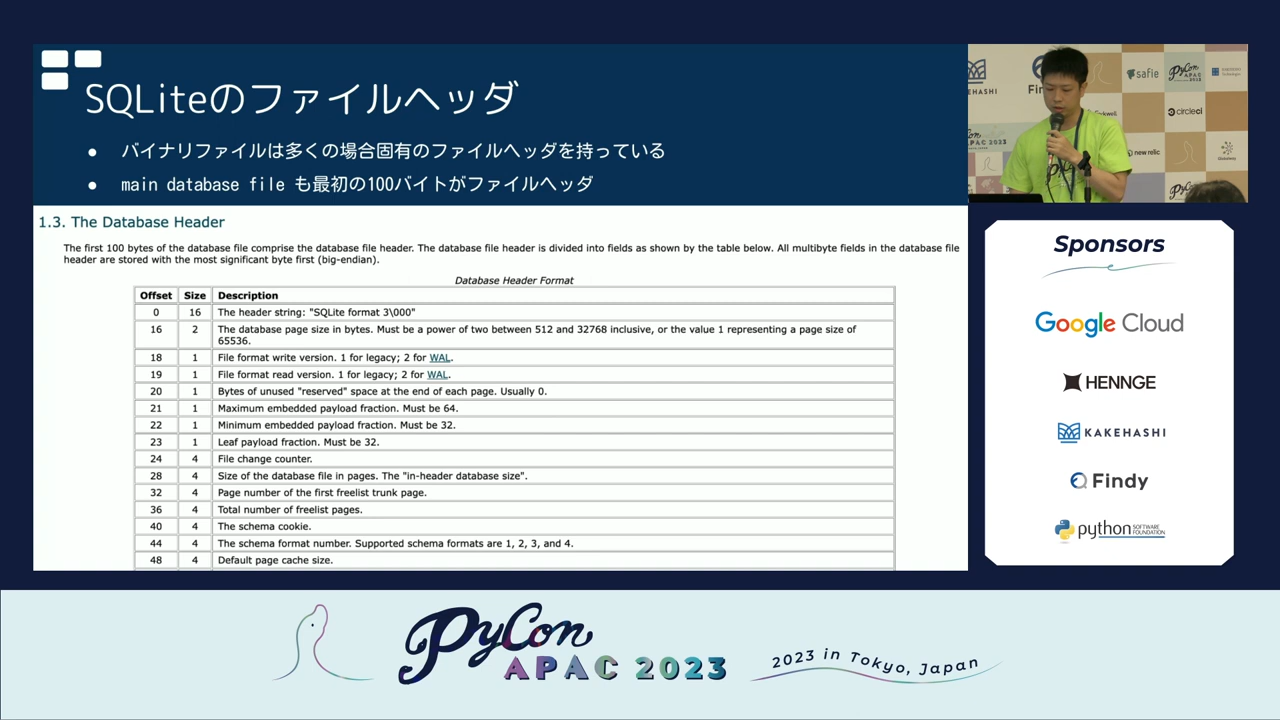 SQLiteのファイルヘッダ
● バイナリファイルは多くの場合固有のファイルヘッダを持っている
● main database file も最初の100バイトがファイルヘッダ
1.3. The Database Header
The first 100 bytes of the database file comprise the database file header. The database file header is divided into fields as shown by the table below. All multibyte fields in the database file
header are stored with the most significant byte first (big-endian).
Database Header Format
Offset Size Description
0 16 The header string: "SQLite format 3\000"
16 2 The database page size in bytes. Must be a power of two between 512 and 32768 inclusive, or the value 1 representing a page size of
65536.
18 1 File format write version. 1 for legacy; 2 for WAL.
19 1 File format read version. 1 for legacy; 2 for WAL.
20 1 Bytes of unused "reserved" space at the end of each page. Usually 0.
21 1 Maximum embedded payload fraction. Must be 64.
22 1 Minimum embedded payload fraction. Must be 32.
23 1 Leaf payload fraction. Must be 32.
24 4 File change counter.
28 4 Size of the database file in pages. The "in-header database size".
32 4 Page number of the first freelist trunk page.
36 4 Total number of freelist pages.
40 4 The schema cookie.
44 4 The schema format number. Supported schema formats are 1, 2, 3, and 4.
48 4 Default page cache size.
safie
PyCon
APAC
2023
circleci
new relic
Sponsors
Google Cloud
HENNGE
KAKEHASHI
Findy
python SOFTWARE FOUNDATION
PyCon
APAC 2023
2023 in Tokyo, Japan